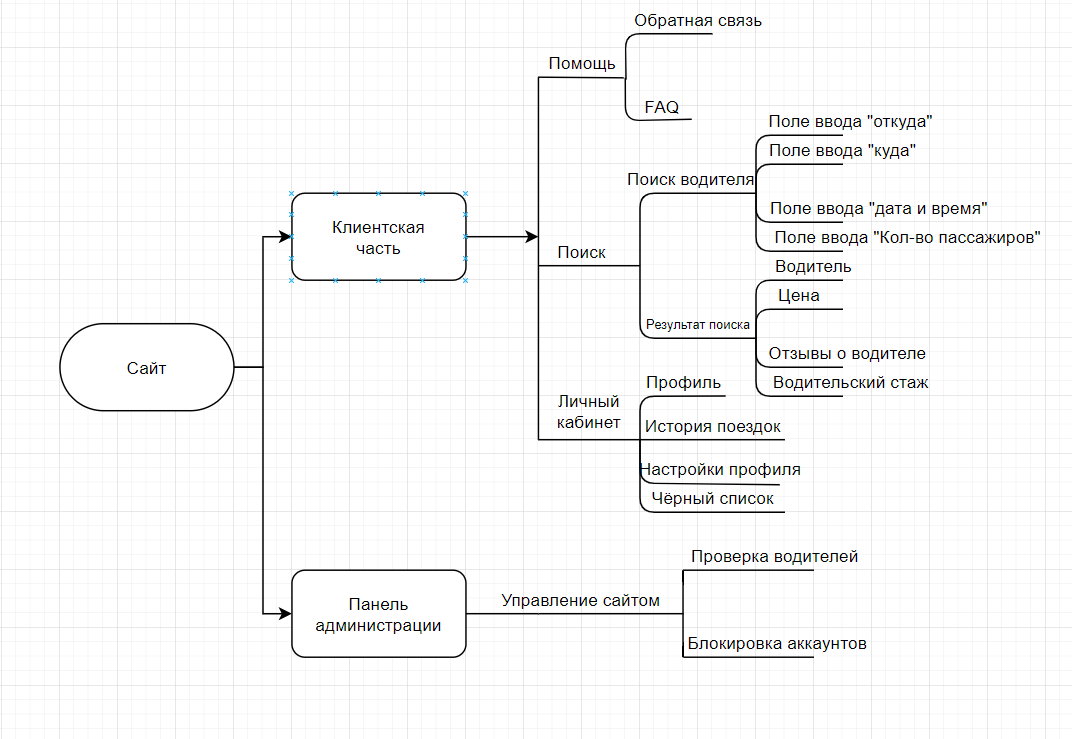 Обратная связь
Помощь
FAQ
Поле ввода "откуда"
Поле ввода "куда"
Поиск водителя
Поле ввода "дата и время"
Клиентская
часть
Поле ввода "Кол-во пассажиров"
Поиск
Водитель
Цена
Результат поиска
Отзывы о водителе
Сайт
Водительский стаж
Профиль
Личный
кабинет
История поездок
Настройки профиля
Чёрный список
Проверка водителей
Панель
администрации
Управление сайтом
Блокировка аккаунтов